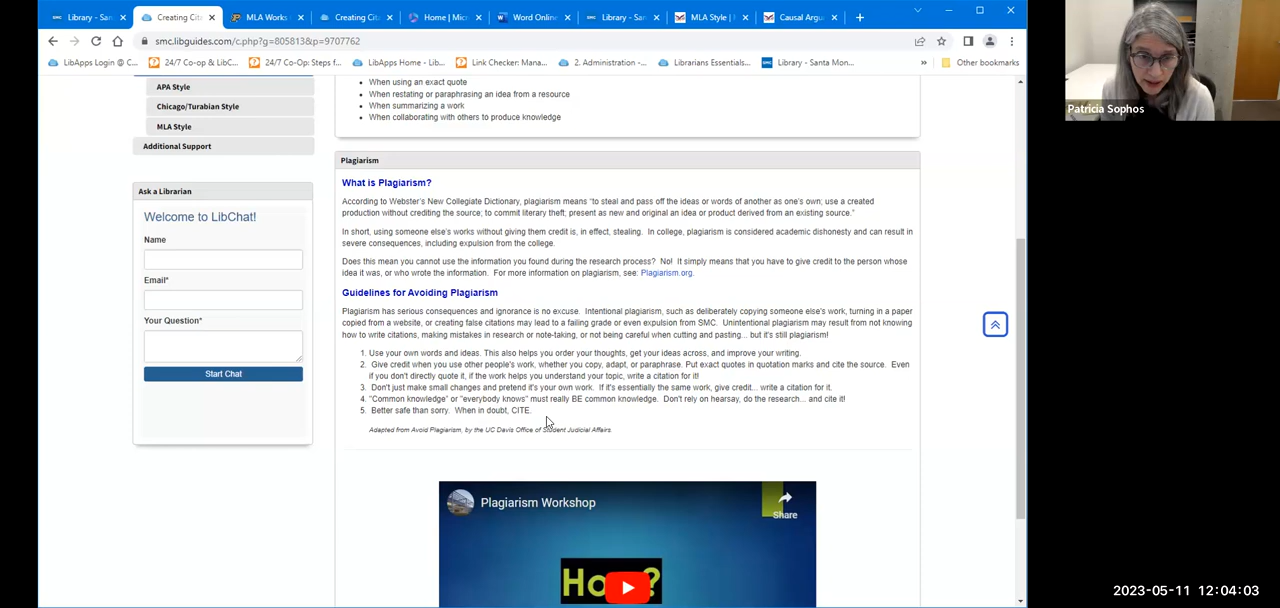 Library - San
Creating Cit
MLA Works
Creating Cit
Home | Mic
Word Online
Library - San
MLA Style |
Causal Argu
smc.libguides.com/c.php?g=805813&p=9707762
LibApps Login @ C...
24/7 Co-op & LibC...
24/7 Co-Op: Steps f...
LibApps Home - Lib...
Link Checker: Mana...
2. Administration -...
Librarians Essentials...
Library - Santa Mon...
»
Other bookmarks
Patricia Sophos
APA Style
Chicago/Turabian Style
MLA Style
Additional Support
Ask a Librarian
Welcome to LibChat!
Name
Email*
Your Question*
Start Chat
• When using an exact quote
• When restating or paraphrasing an idea from a resource
• When summarizing a work
• When collaborating with others to produce knowledge
Plagiarism
What is Plagiarism?
According to Webster's New Collegiate Dictionary, plagiarism means "to steal and pass off the ideas or words of another as one's own; use a created
production without crediting the source; to commit literary theft; present as new and original an idea or product derived from an existing source."
In short, using someone else's works without giving them credit is, in effect, stealing. In college, plagiarism is considered academic dishonesty and can result in
severe consequences, including expulsion from the college.
Does this mean you cannot use the information you found during the research process? No! It simply means that you have to give credit to the person whose
idea it was, or who wrote the information. For more information on plagiarism, see: Plagiarism.org.
Guidelines for Avoiding Plagiarism
Plagiarism has serious consequences and ignorance is no excuse. Intentional plagiarism, such as deliberately copying someone else's work, turning in a paper
copied from a website, or creating false citations may lead to a failing grade or even expulsion from SMC. Unintentional plagiarism may result from not knowing
how to write citations, making mistakes in research or note-taking, or not being careful when cutting and pasting... but it's still plagiarism!
1. Use your own words and ideas. This also helps you order your thoughts, get your ideas across, and improve your writing.
2. Give credit when you use other people's work, whether you copy, adapt, or paraphrase. Put exact quotes in quotation marks and cite the source. Even
if you don't directly quote it, if the work helps you understand your topic, write a citation for it!
3. Don't just make small changes and pretend it's your own work. If it's essentially the same work, give credit... write a citation for it.
4. "Common knowledge" or "everybody knows" must really BE common knowledge. Don't rely on hearsay, do the research... and cite it!
5. Better safe than sorry. When in doubt, CITE.
Adapted from Avoid Plagiarism, by the UC Davis Office of Student Judicial Affairs.
Plagiarism Workshop
Share
2023-05-11 12:04:03